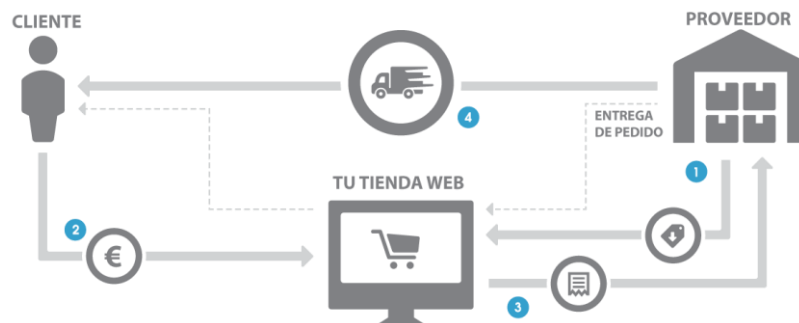 CLIENTE
PROVEEDOR
4
ENTREGA
DE PEDIDO
1
TU TIENDA WEB
2
€
3